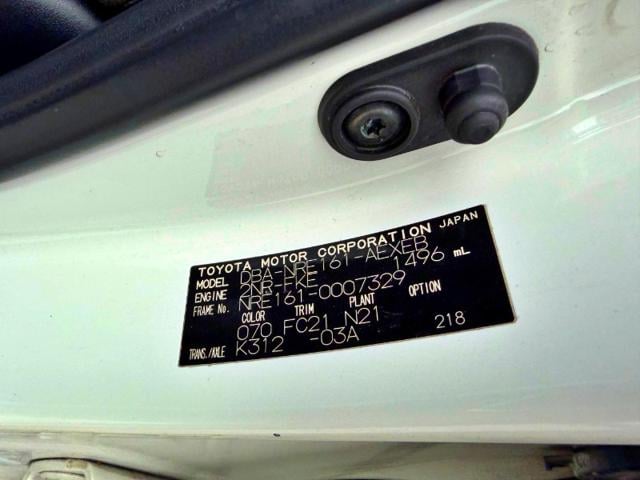 TOYOTA MOTOR CORPORATION JAPAN
MODEL DBA-NRE161-AEXEB
ENGINE 2NR-FKE 1496 mL
FRAME No. NRE161-0007329
COLOR TRIM PLANT OPTION
070 FC21 N21
TRANS./AXLE K312 -03A 218